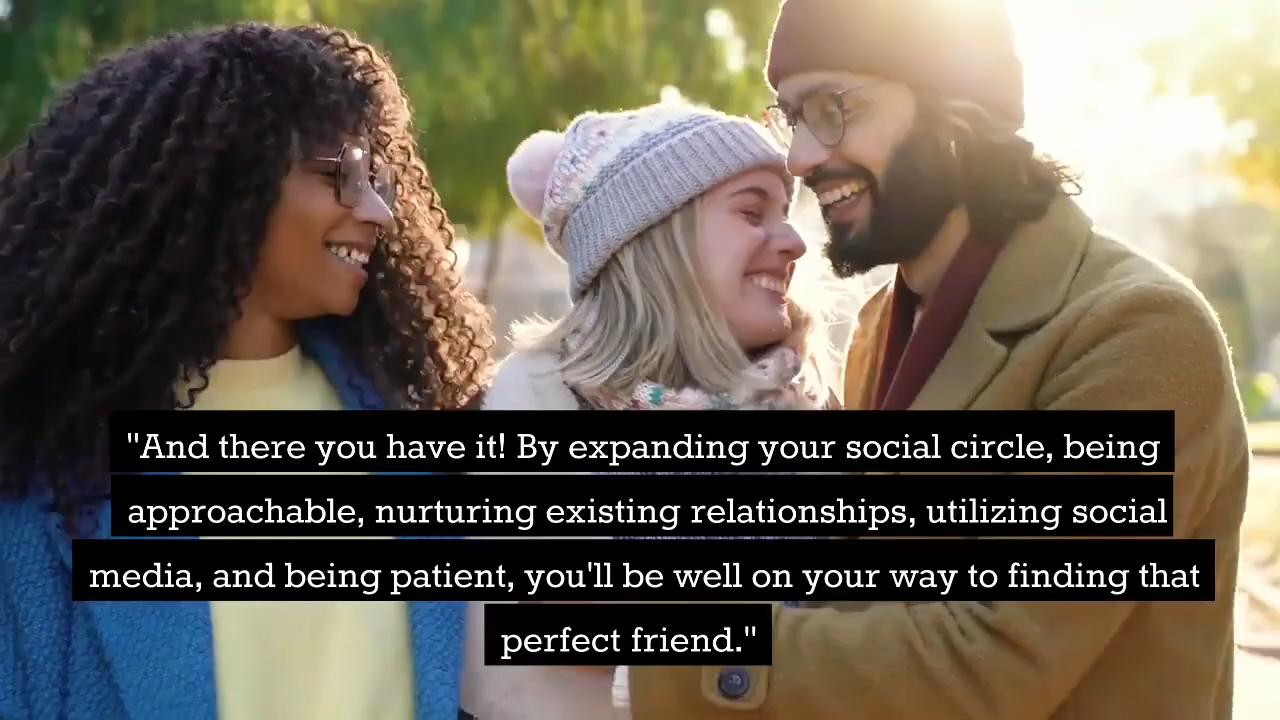 "And there you have it! By expanding your social circle, being
approachable, nurturing existing relationships, utilizing social
media, and being patient, you'll be well on your way to finding that
perfect friend."